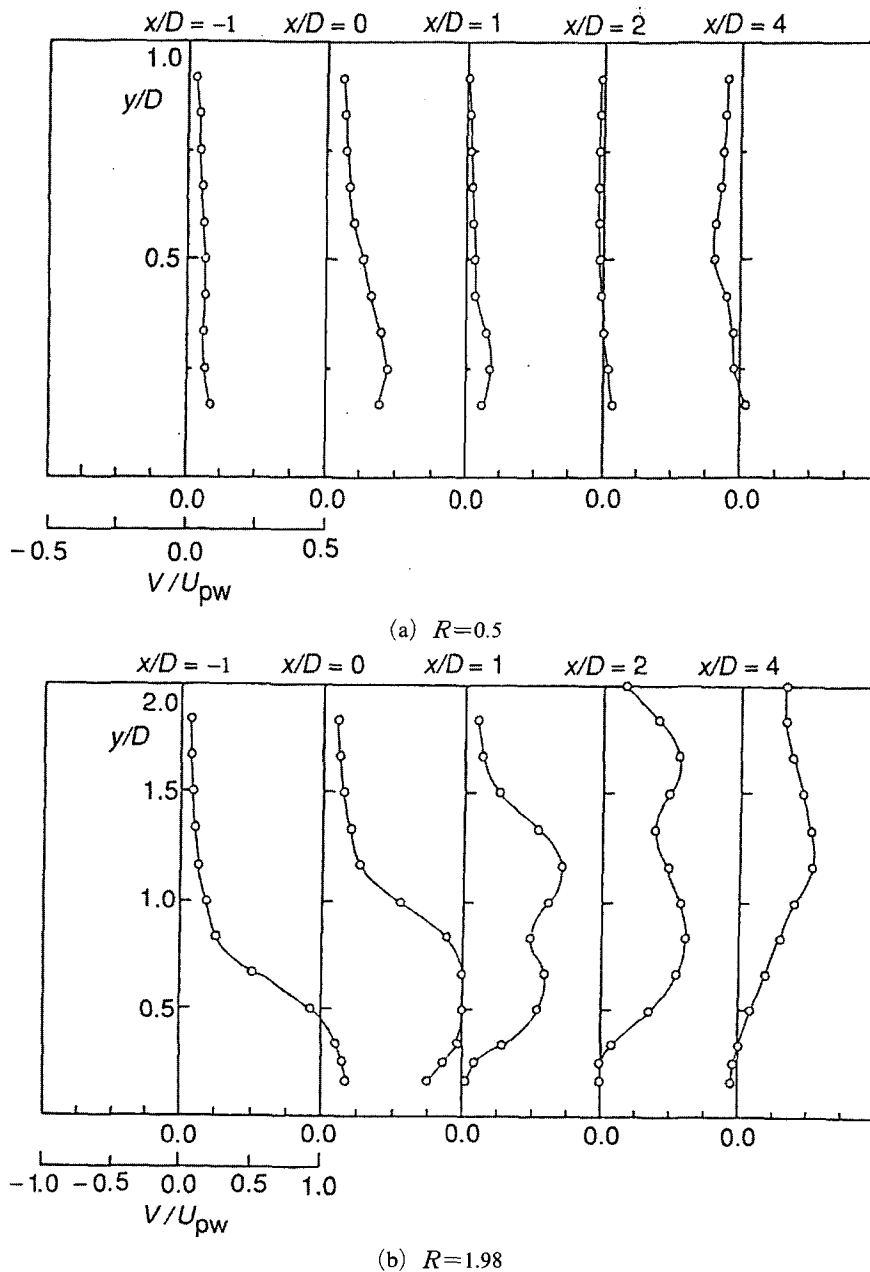 x/D = -1 x/D = 0 x/D = 1 x/D = 2 x/D = 4
1.0
y/D
0.5
0.0 0.0 0.0 0.0 0.0
-0.5 0.0 0.5
V/Upw
(a) R=0.5
x/D = -1 x/D = 0 x/D = 1 x/D = 2 x/D = 4
2.0
y/D
1.5
1.0
0.5
0.0 0.0 0.0 0.0 0.0
-1.0 -0.5 0.0 0.5 1.0
V/Upw
(b) R=1.98